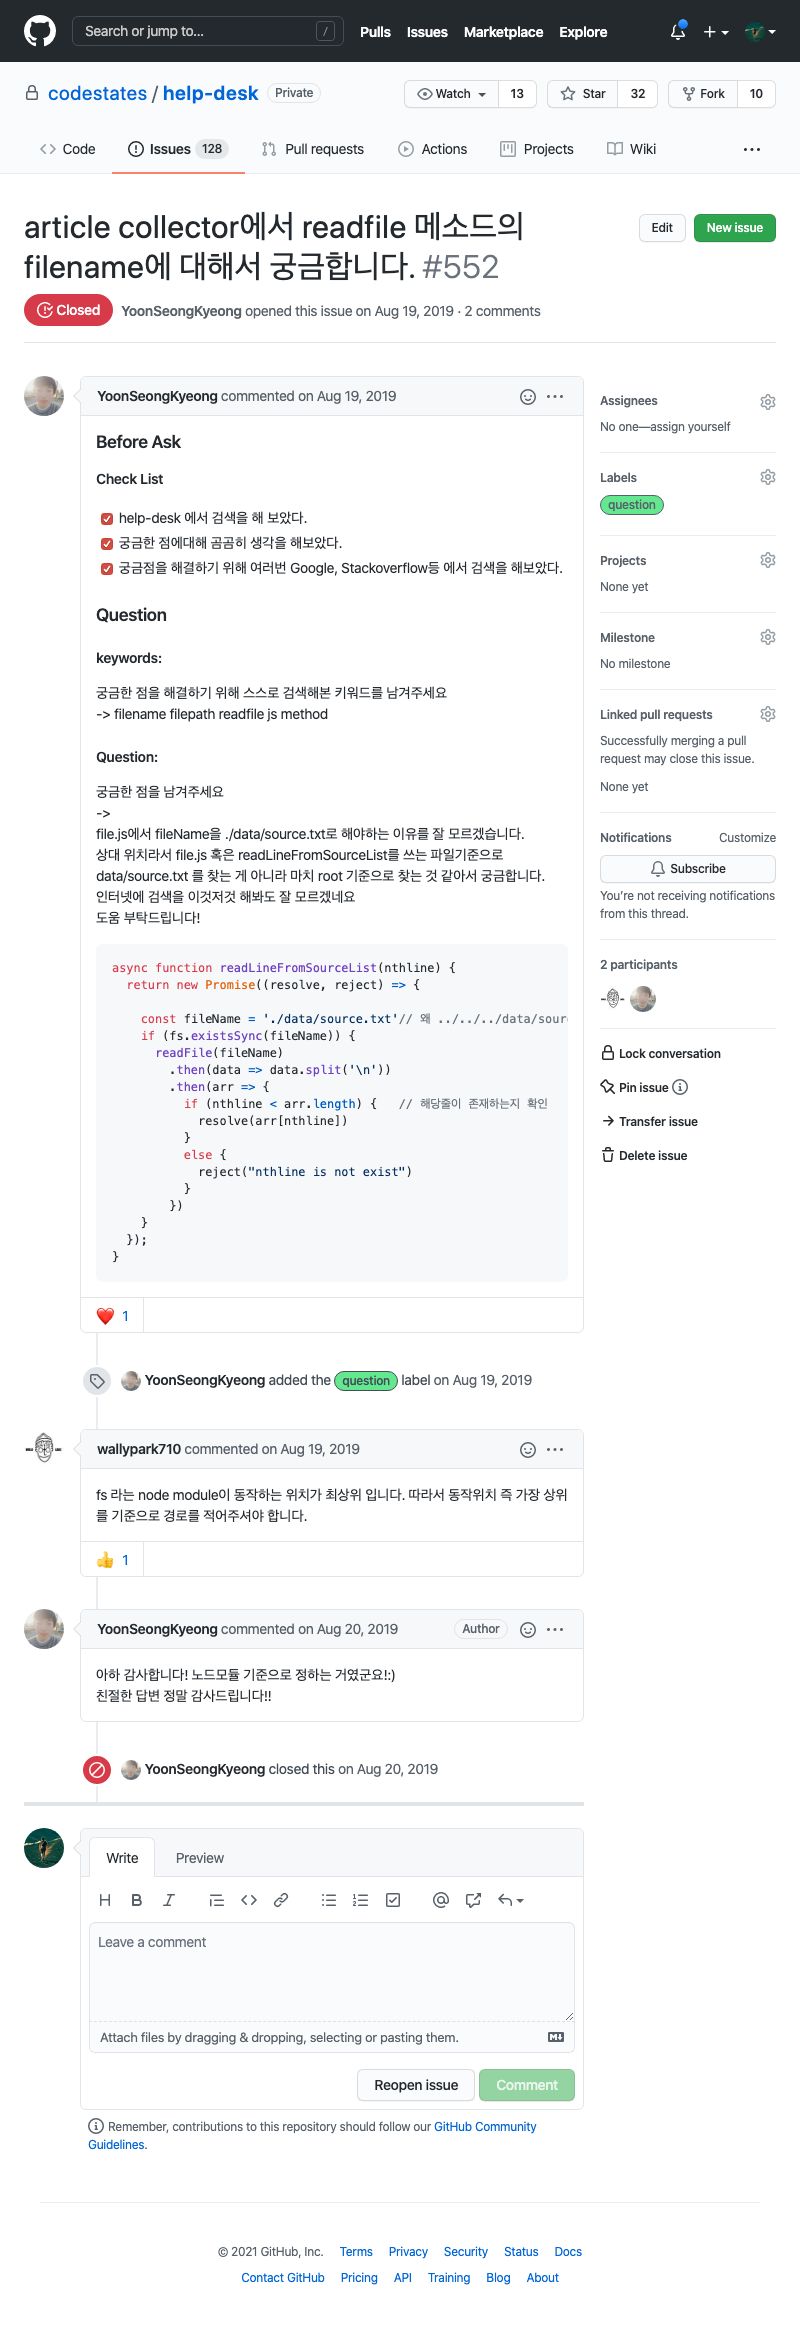 Search or jump to...
/
Pulls
Issues
Marketplace
Explore
codestates / help-desk
Private
Watch
13
Star
32
Fork
10
Code
Issues 128
Pull requests
Actions
Projects
Wiki
article collector에서 readfile 메소드의
filename에 대해서 궁금합니다. #552
Edit
New issue
Closed
YoonSeongKyeong opened this issue on Aug 19, 2019 · 2 comments
YoonSeongKyeong commented on Aug 19, 2019
Before Ask
Check List
help-desk 에서 검색을 해 보았다.
궁금한 점에대해 곰곰히 생각을 해보았다.
궁금점을 해결하기 위해 여러번 Google, Stackoverflow등 에서 검색을 해보았다.
Question
keywords:
궁금한 점을 해결하기 위해 스스로 검색해본 키워드를 남겨주세요
-> filename filepath readfile js method
Question:
궁금한 점을 남겨주세요
->
file.js에서 fileName을 ./data/source.txt로 해야하는 이유를 잘 모르겠습니다.
상대 위치라서 file.js 혹은 readLineFromSourceList를 쓰는 파일기준으로
data/source.txt 를 찾는 게 아니라 마치 root 기준으로 찾는 것 같아서 궁금합니다.
인터넷에 검색을 이것저것 해봐도 잘 모르겠네요
도움 부탁드립니다!
async function readLineFromSourceList(nthline) {
return new Promise((resolve, reject) => {
const fileName = './data/source.txt'// 왜 ../../../data/sour
if (fs.existsSync(fileName)) {
readFile(fileName)
.then(data => data.split('\n'))
.then(arr => {
if (nthline < arr.length) { // 해당줄이 존재하는지 확인
resolve(arr[nthline])
}
else {
reject("nthline is not exist")
}
})
}
});
}
1
YoonSeongKyeong added the question label on Aug 19, 2019
wallypark710 commented on Aug 19, 2019
fs 라는 node module이 동작하는 위치가 최상위 입니다. 따라서 동작위치 즉 가장 상위
를 기준으로 경로를 적어주셔야 합니다.
1
YoonSeongKyeong commented on Aug 20, 2019
Author
아하 감사합니다! 노드모듈 기준으로 정하는 거였군요!:)
친절한 답변 정말 감사드립니다!!
YoonSeongKyeong closed this on Aug 20, 2019
Write
Preview
H B I
Leave a comment
Attach files by dragging & dropping, selecting or pasting them.
Reopen issue
Comment
Remember, contributions to this repository should follow our GitHub Community
Guidelines.
Assignees
No one—assign yourself
Labels
question
Projects
None yet
Milestone
No milestone
Linked pull requests
Successfully merging a pull
request may close this issue.
None yet
Notifications
Customize
Subscribe
You're not receiving notifications
from this thread.
2 participants
Lock conversation
Pin issue
Transfer issue
Delete issue
© 2021 GitHub, Inc.
Terms
Privacy
Security
Status
Docs
Contact GitHub
Pricing
API
Training
Blog
About